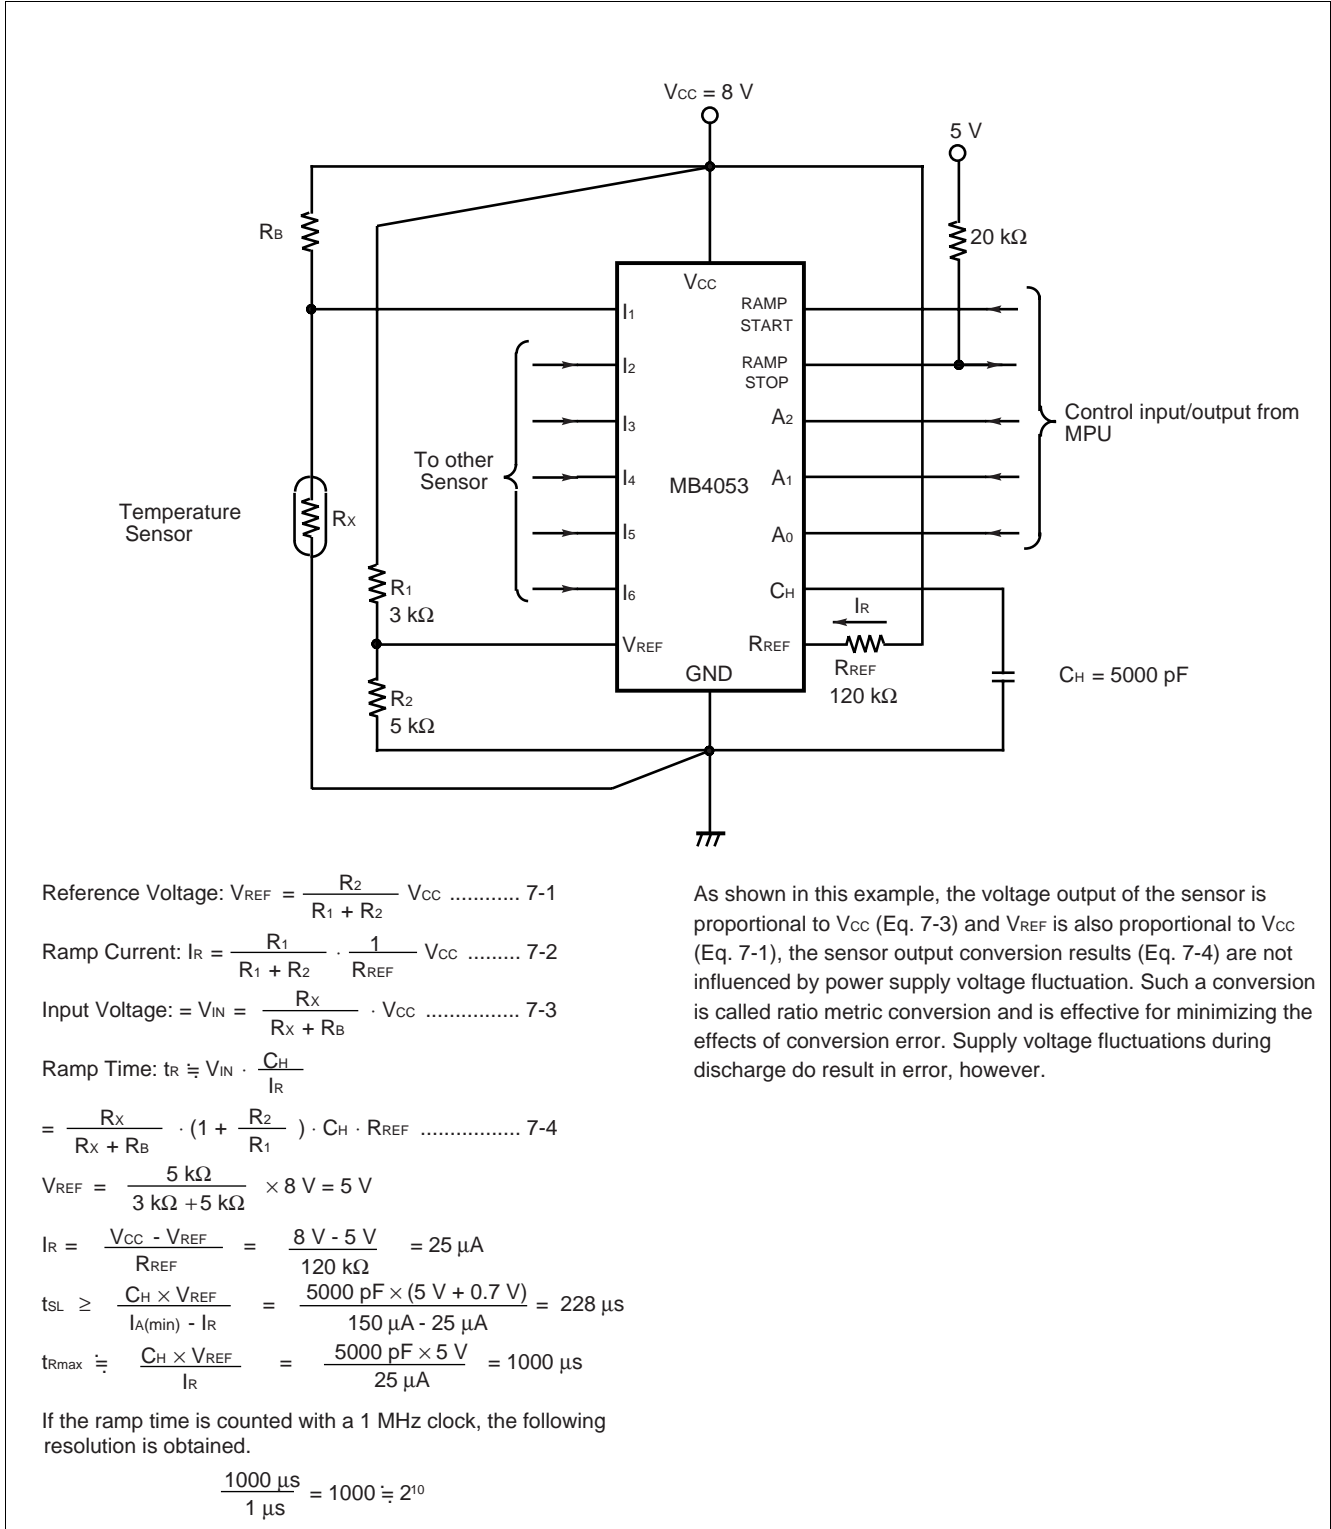 VCC = 8 V
5 V
RB
20 kΩ
VCC
I1
RAMP
START
I2
RAMP
STOP
I3
A2
Control input/output from
MPU
To other
Sensor
I4
MB4053
A1
Temperature
Sensor
RX
I5
A0
R1
3 kΩ
I6
CH
IR
VREF
RREF
GND
RREF
120 kΩ
CH = 5000 pF
R2
5 kΩ
Reference Voltage: VREF = R2 / (R1 + R2) VCC ............ 7-1
Ramp Current: IR = R1 / (R1 + R2) · 1 / RREF VCC ......... 7-2
Input Voltage: = VIN = RX / (RX + RB) · VCC ................ 7-3
Ramp Time: tR ≒ VIN · CH / IR
= RX / (RX + RB) · (1 + R2 / R1 ) · CH · RREF ................. 7-4
VREF = 5 kΩ / (3 kΩ +5 kΩ) × 8 V = 5 V
IR = (VCC - VREF) / RREF = (8 V - 5 V) / 120 kΩ = 25 µA
tSL ≥ (CH × VREF) / (IA(min) - IR) = (5000 pF × (5 V + 0.7 V)) / (150 µA - 25 µA) = 228 µs
tRmax ≒ (CH × VREF) / IR = (5000 pF × 5 V) / 25 µA = 1000 µs
If the ramp time is counted with a 1 MHz clock, the following
resolution is obtained.
1000 µs / 1 µs = 1000 ≒ 2¹⁰
As shown in this example, the voltage output of the sensor is
proportional to VCC (Eq. 7-3) and VREF is also proportional to VCC
(Eq. 7-1), the sensor output conversion results (Eq. 7-4) are not
influenced by power supply voltage fluctuation. Such a conversion
is called ratio metric conversion and is effective for minimizing the
effects of conversion error. Supply voltage fluctuations during
discharge do result in error, however.